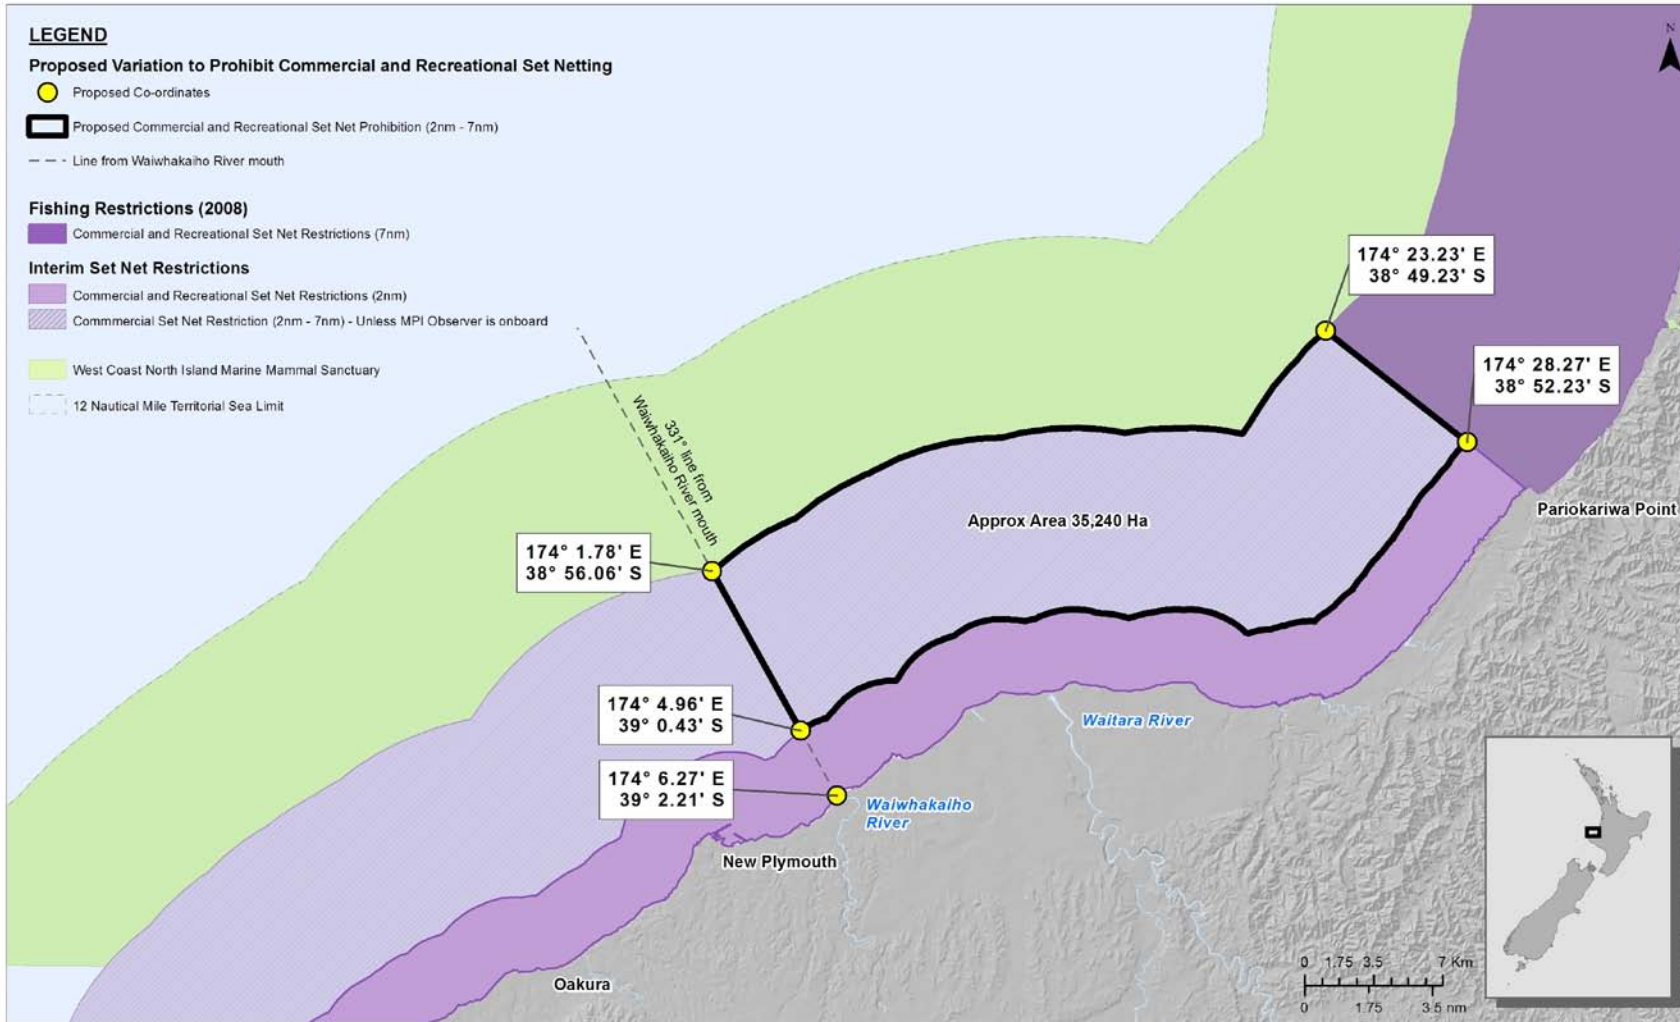 LEGEND
Proposed Variation to Prohibit Commercial and Recreational Set Netting
Proposed Co-ordinates
Proposed Commercial and Recreational Set Net Prohibition (2nm - 7nm)
Line from Waiwhakaiho River mouth
Fishing Restrictions (2008)
Commercial and Recreational Set Net Restrictions (7nm)
Interim Set Net Restrictions
Commercial and Recreational Set Net Restrictions (2nm)
Commmercial Set Net Restriction (2nm - 7nm) - Unless MPI Observer is onboard
West Coast North Island Marine Mammal Sanctuary
12 Nautical Mile Territorial Sea Limit
N
174° 23.23' E
38° 49.23' S
174° 28.27' E
38° 52.23' S
331° line from
Waiwhakaiho River mouth
Pariokariwa Point
Approx Area 35,240 Ha
174° 1.78' E
38° 56.06' S
174° 4.96' E
39° 0.43' S
Waitara River
174° 6.27' E
39° 2.21' S
Waiwhakaiho
River
New Plymouth
Oakura
0 1.75 3.5 7 Km
0 1.75 3.5 nm